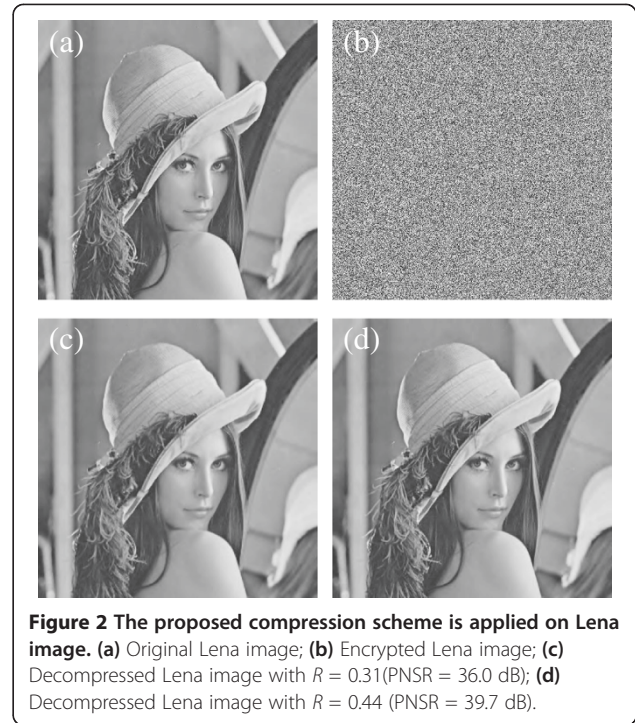 (a)
(b)
(c)
(d)
Figure 2 The proposed compression scheme is applied on Lena
image. (a) Original Lena image; (b) Encrypted Lena image; (c)
Decompressed Lena image with R = 0.31(PNSR = 36.0 dB); (d)
Decompressed Lena image with R = 0.44 (PNSR = 39.7 dB).